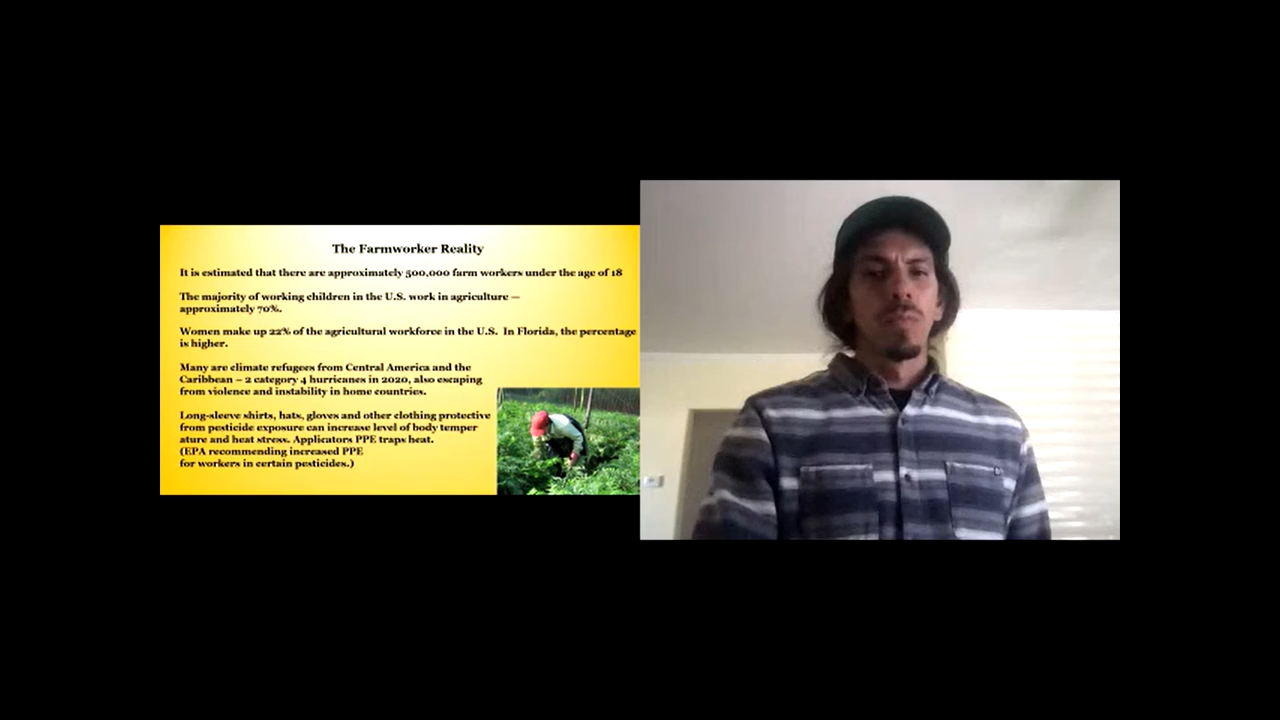 The Farmworker Reality
It is estimated that there are approximately 500,000 farm workers under the age of 18
The majority of working children in the U.S. work in agriculture —
approximately 70%.
Women make up 22% of the agricultural workforce in the U.S. In Florida, the percentage
is higher.
Many are climate refugees from Central America and the
Caribbean – 2 category 4 hurricanes in 2020, also escaping
from violence and instability in home countries.
Long-sleeve shirts, hats, gloves and other clothing protective
from pesticide exposure can increase level of body temper
ature and heat stress. Applicators PPE traps heat.
(EPA recommending increased PPE
for workers in certain pesticides.)